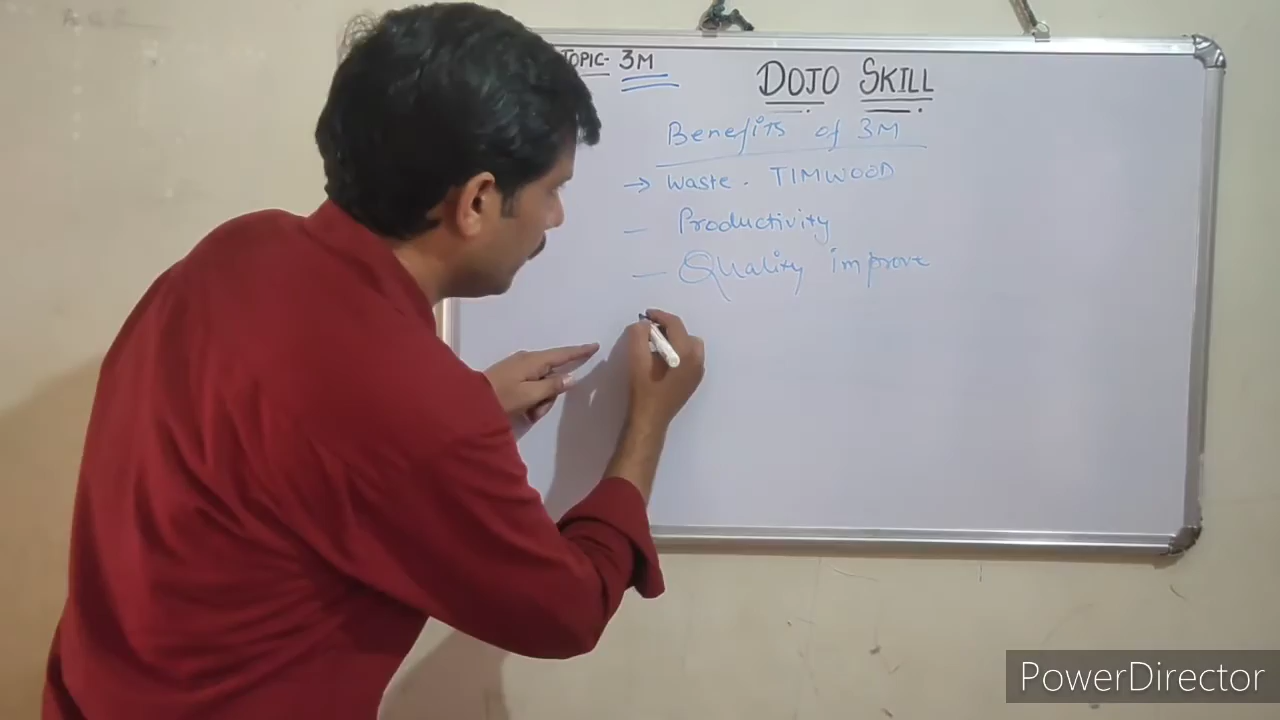 TOPIC- 3M
DOJO SKILL
Benefits of 3M
→ Waste. TIMWOOD
— Productivity
— Quality improve
PowerDirector